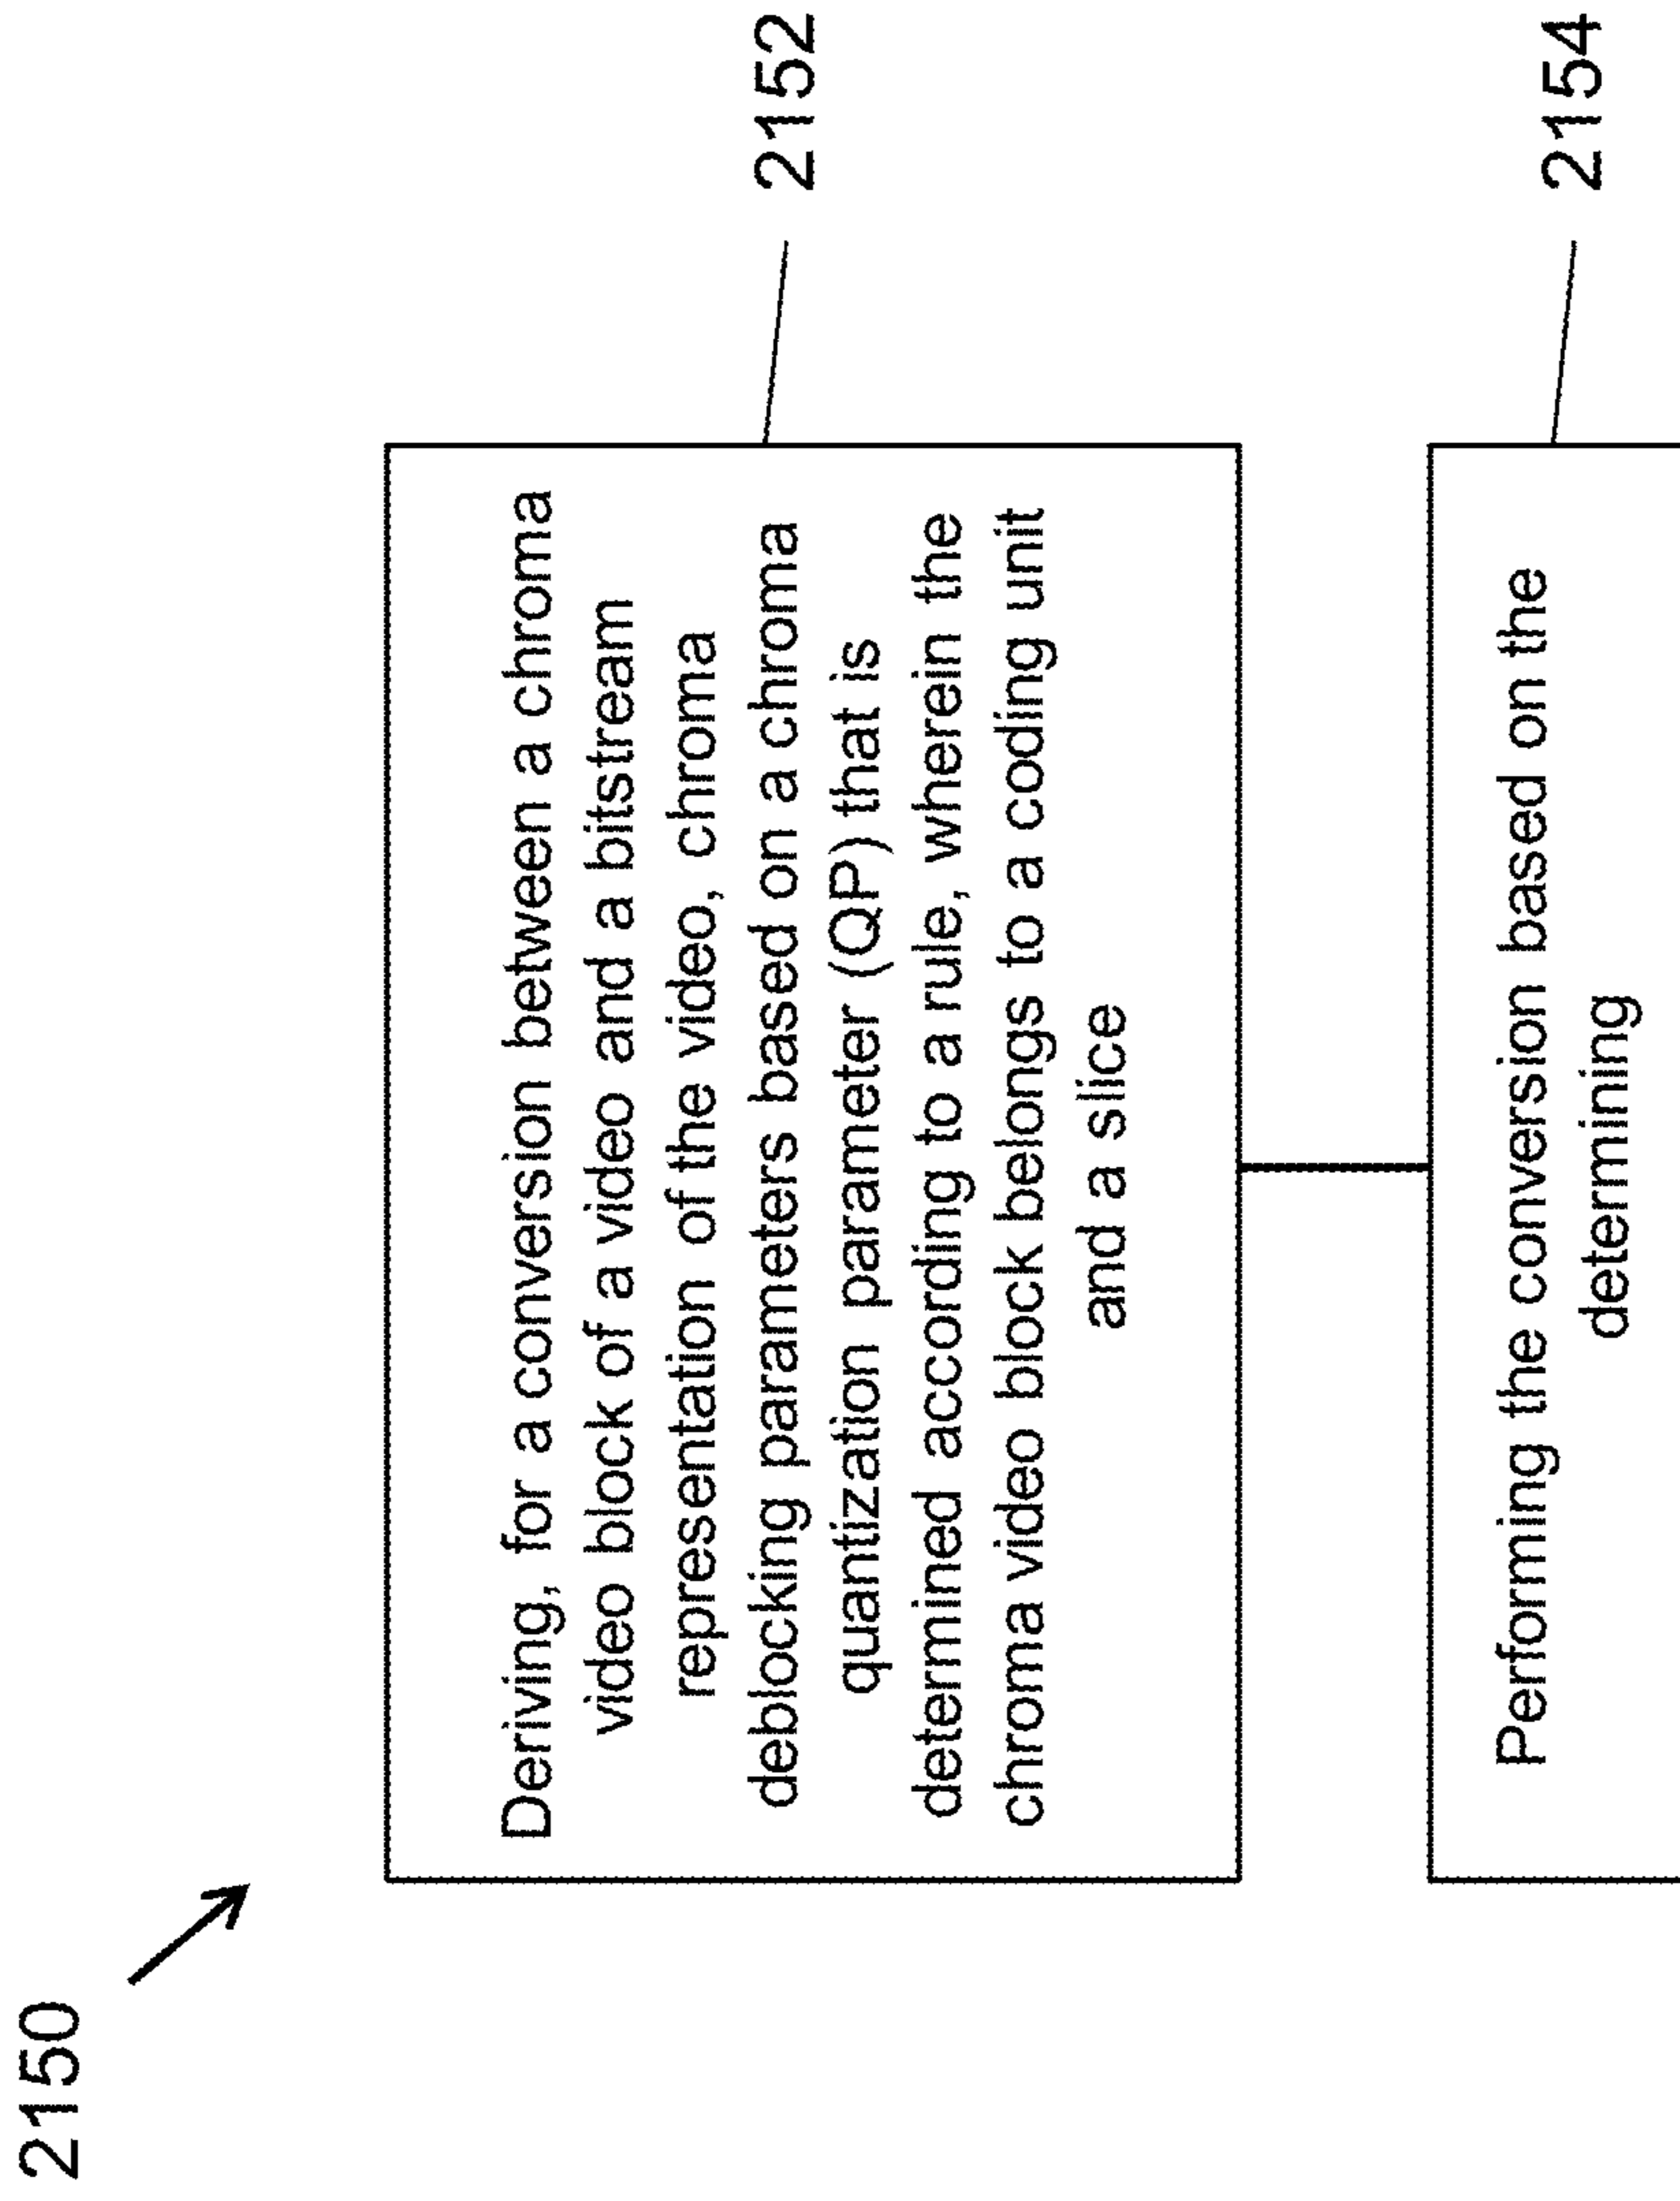 2150
Deriving, for a conversion between a chroma
video block of a video and a bitstream
representation of the video, chroma
deblocking parameters based on a chroma
quantization parameter (QP) that is
determined according to a rule, wherein the
chroma video block belongs to a coding unit
and a slice
2152
Performing the conversion based on the
determining
2154